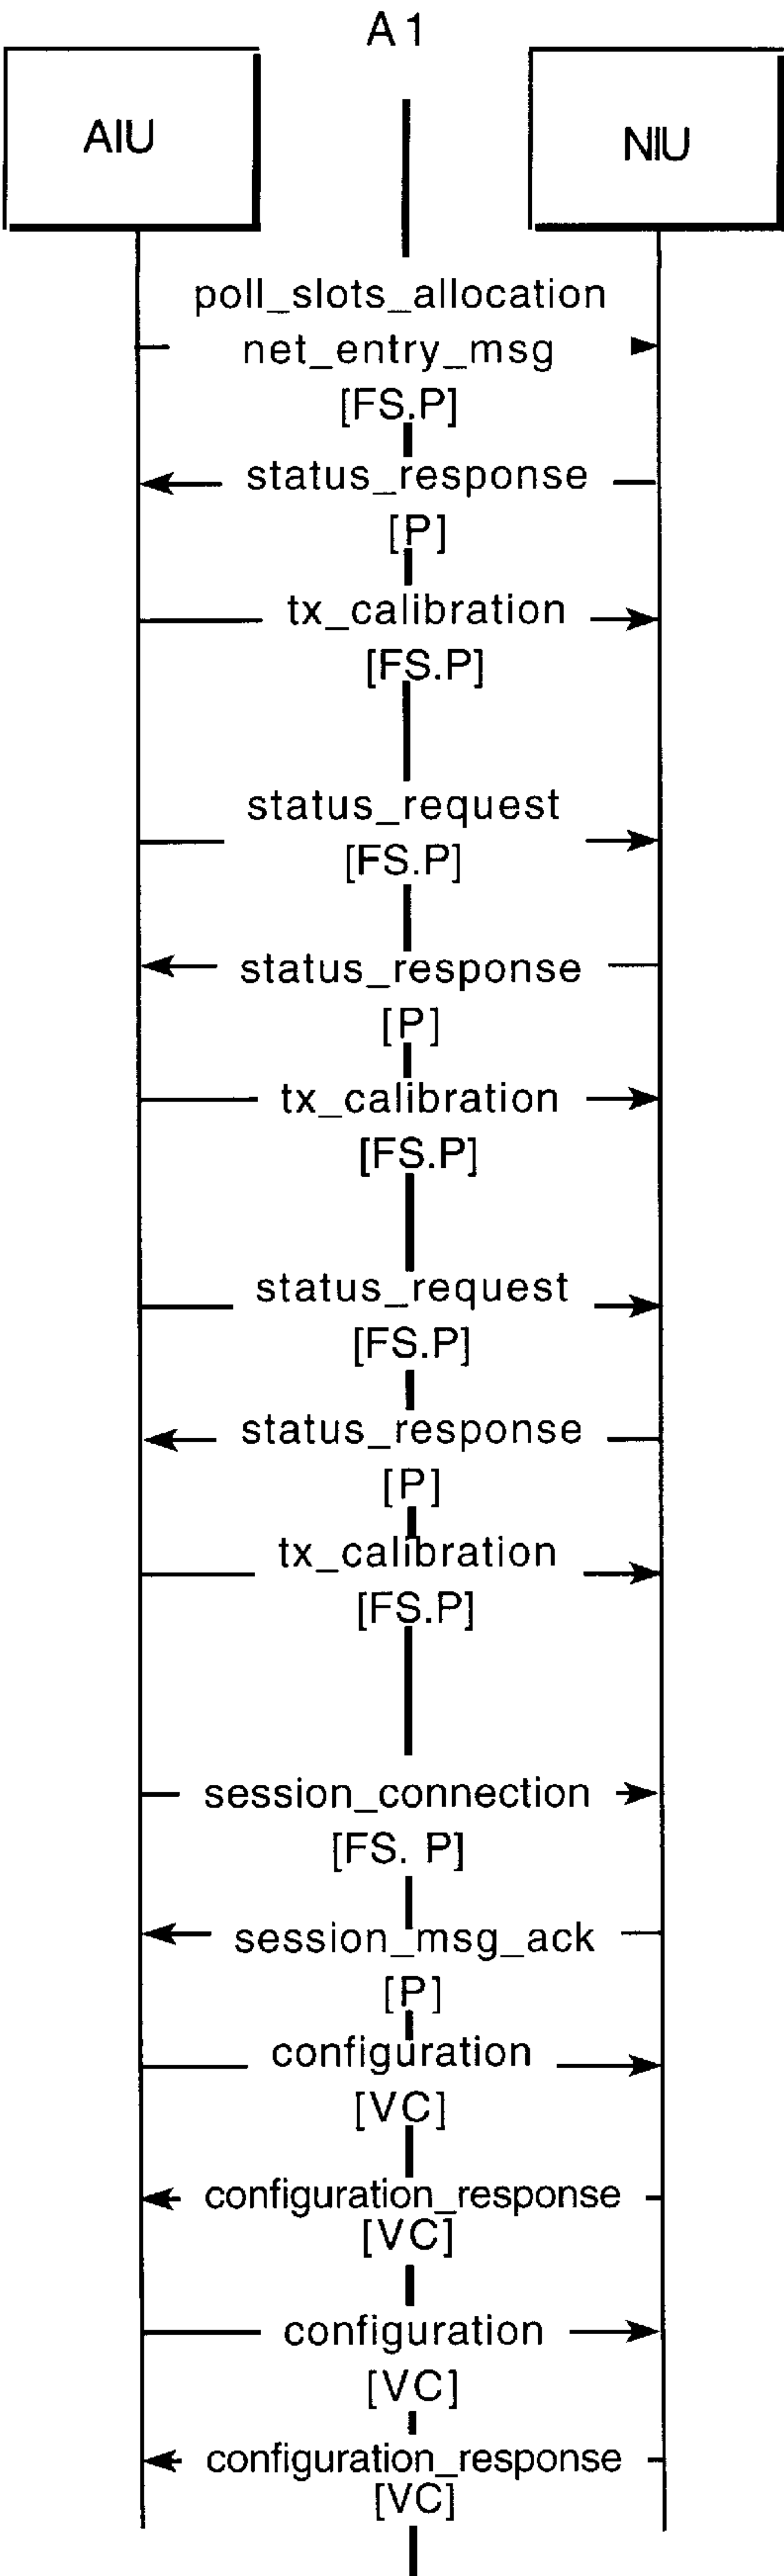 A1
AIU
NIU
poll_slots_allocation
net_entry_msg
[FS.P]
status_response
[P]
tx_calibration
[FS.P]
status_request
[FS.P]
status_response
[P]
tx_calibration
[FS.P]
status_request
[FS.P]
status_response
[P]
tx_calibration
[FS.P]
session_connection
[FS. P]
session_msg_ack
[P]
configuration
[VC]
configuration_response
[VC]
configuration
[VC]
configuration_response
[VC]